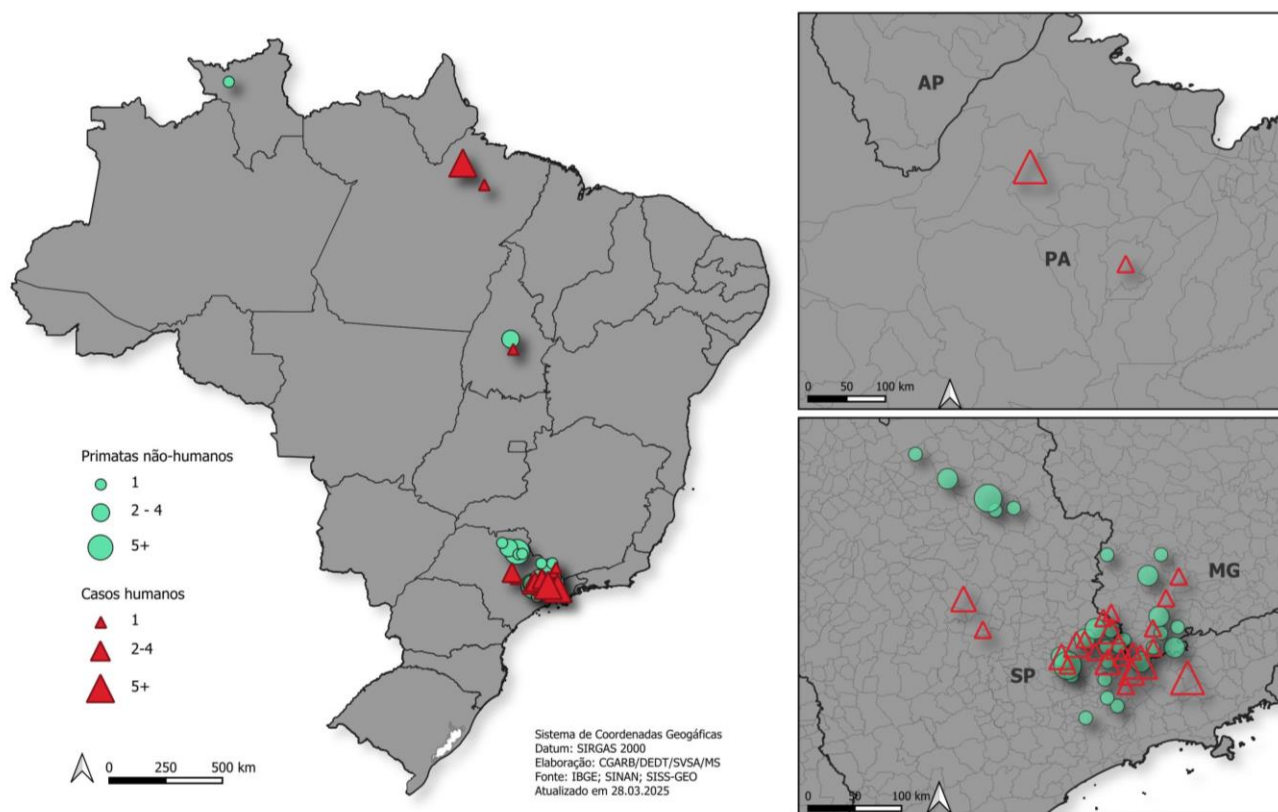 Primatas não-humanos
1
2 - 4
5+
Casos humanos
1
2-4
5+
0 250 500 km
Sistema de Coordenadas Geogáficas
Datum: SIRGAS 2000
Elaboração: CGARB/DEDT/SVSA/MS
Fonte: IBGE; SINAN; SISS-GEO
Atualizado em 28.03.2025
AP
PA
0 50 100 km
MG
SP
0 50 100 km